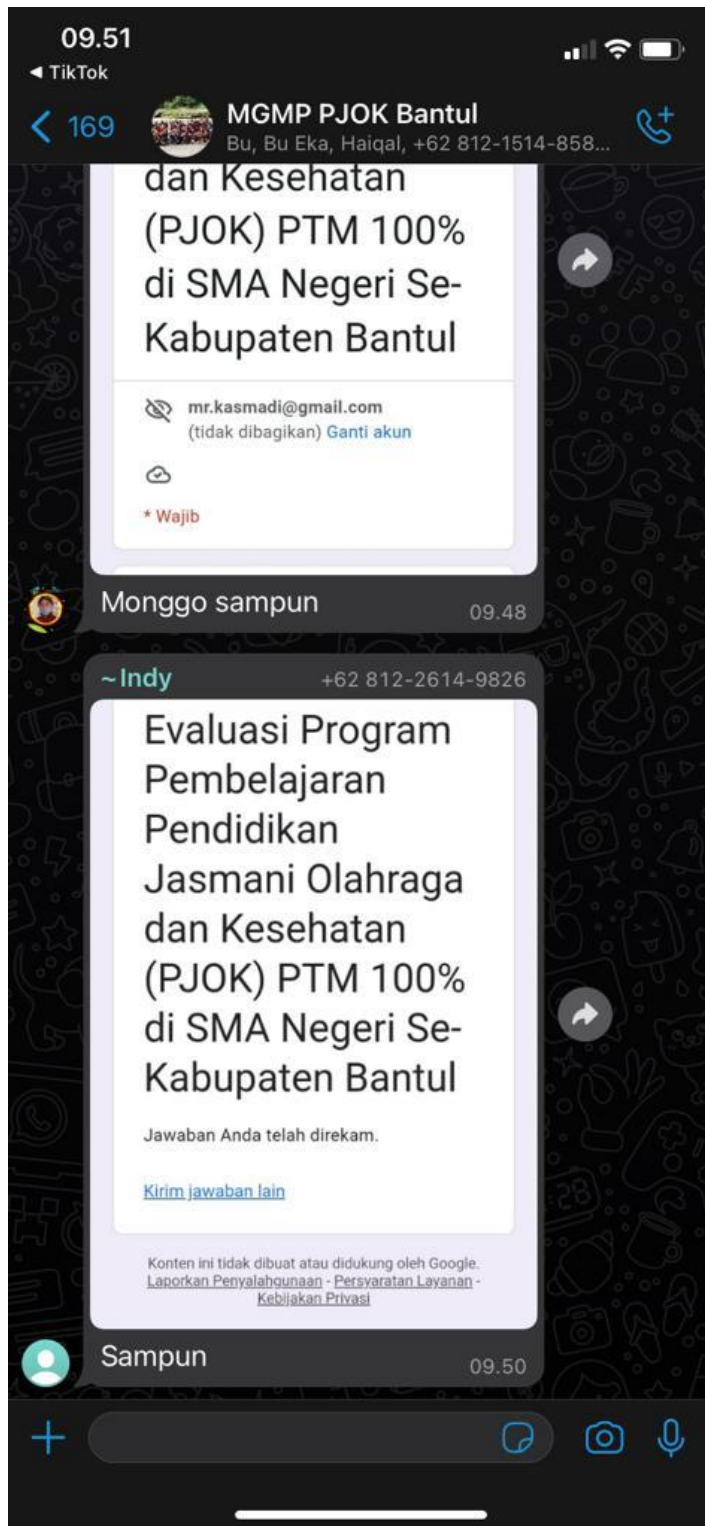 09.51
TikTok
169
MGMP PJOK Bantul
Bu, Bu Eka, Haiqal, +62 812-1514-858...
dan Kesehatan
(PJOK) PTM 100%
di SMA Negeri Se-
Kabupaten Bantul
mr.kasmadi@gmail.com
(tidak dibagikan) Ganti akun
* Wajib
Monggo sampun
09.48
~Indy +62 812-2614-9826
Evaluasi Program
Pembelajaran
Pendidikan
Jasmani Olahraga
dan Kesehatan
(PJOK) PTM 100%
di SMA Negeri Se-
Kabupaten Bantul
Jawaban Anda telah direkam.
Kirim jawaban lain
Konten ini tidak dibuat atau didukung oleh Google.
Laporkan Penyalahgunaan - Persyaratan Layanan -
Kebijakan Privasi
Sampun
09.50